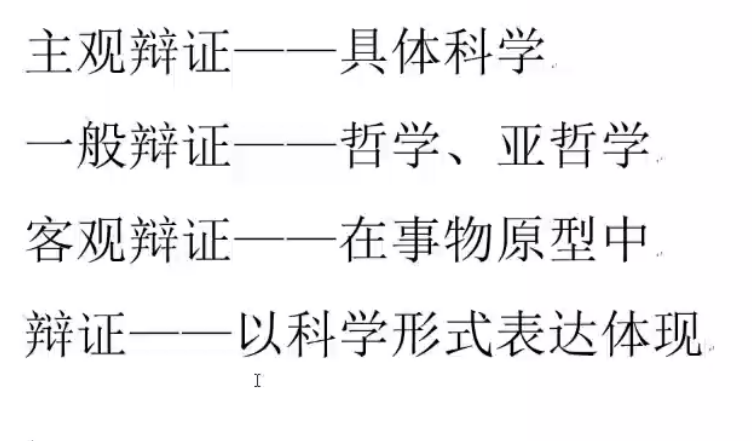 主观辩证——具体科学
一般辩证——哲学、亚哲学
客观辩证——在事物原型中
辩证——以科学形式表达体现